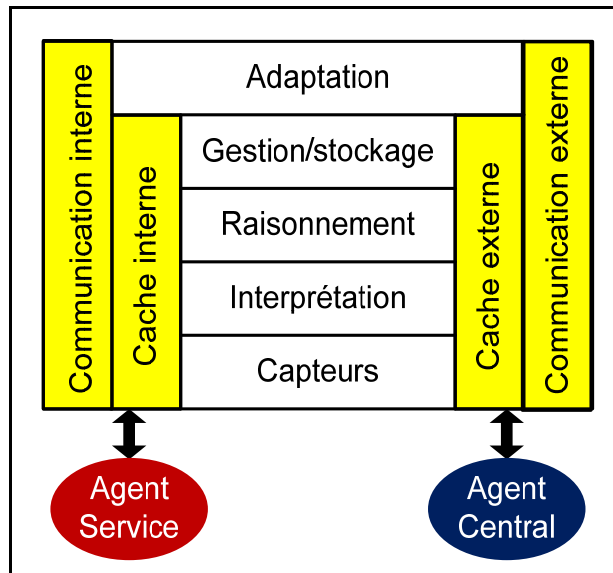 Communication interne
Cache interne
Adaptation
Gestion/stockage
Raisonnement
Interprétation
Capteurs
Cache externe
Communication externe
Agent
Service
Agent
Central